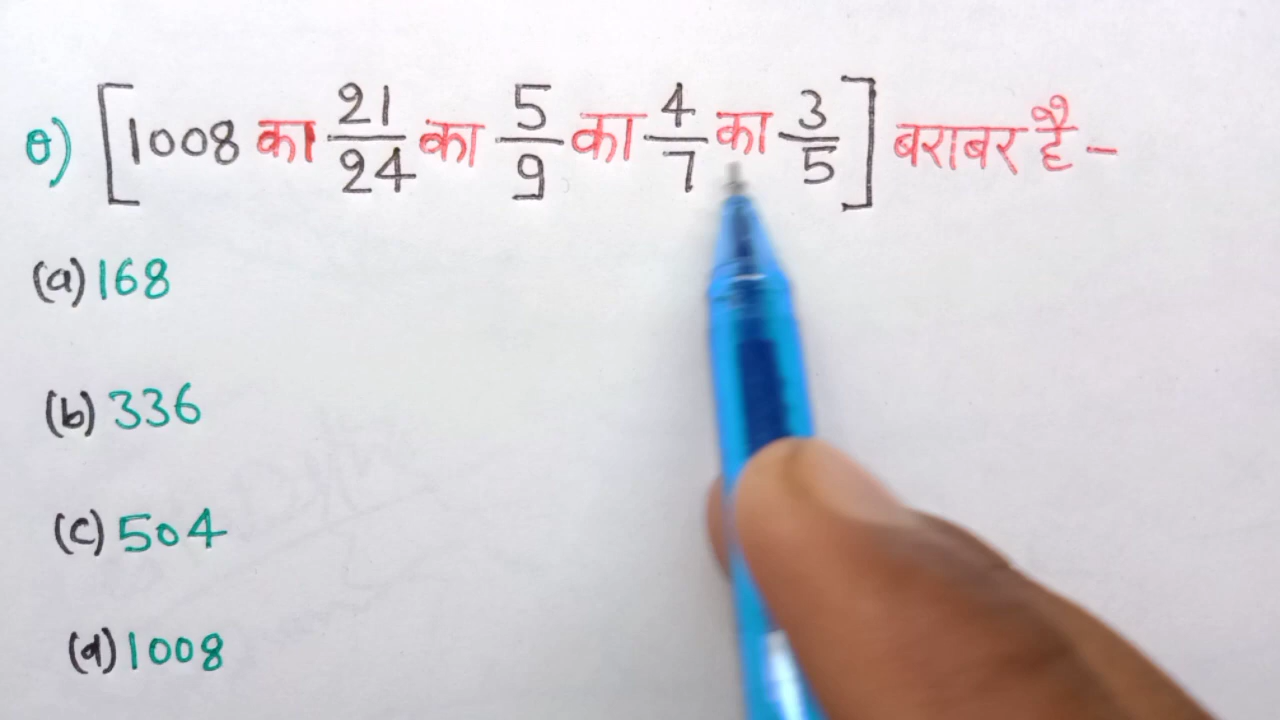 θ) [1008 का 21/24 का 5/9 का 4/7 का 3/5] बराबर है -
(a) 168
(b) 336
(c) 504
(d) 1008